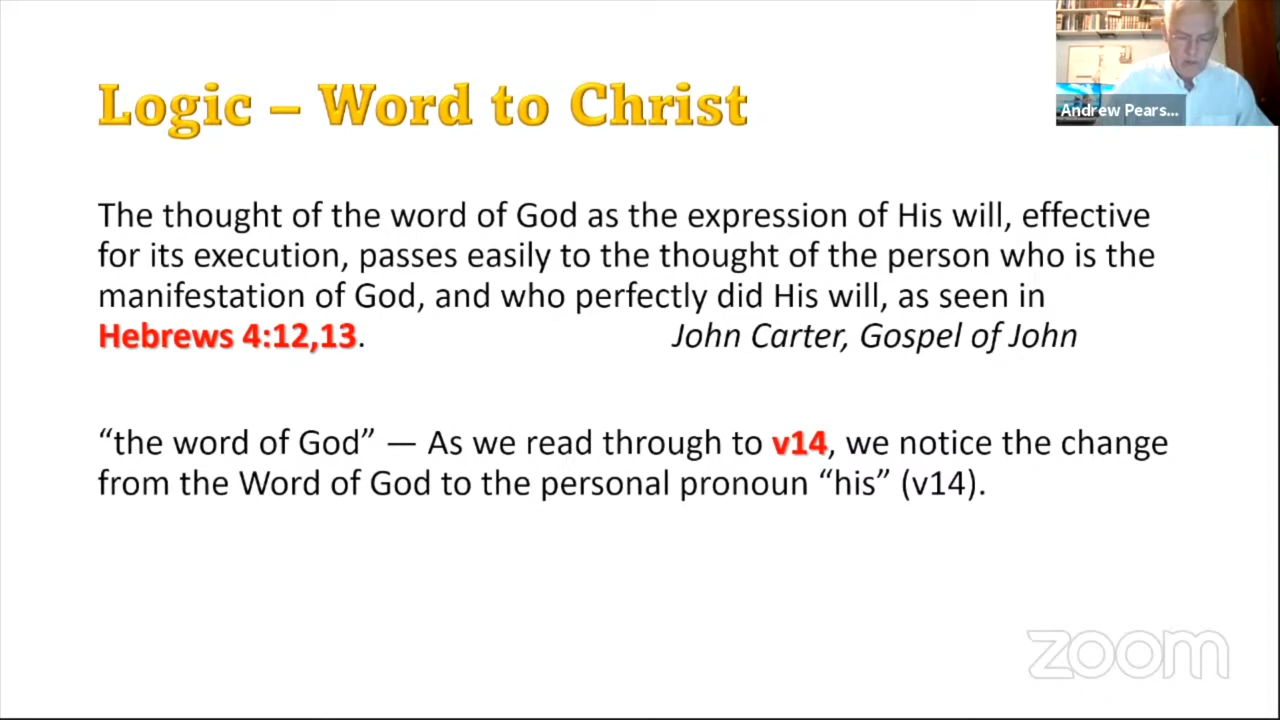 Logic – Word to Christ
Andrew Pears...
The thought of the word of God as the expression of His will, effective
for its execution, passes easily to the thought of the person who is the
manifestation of God, and who perfectly did His will, as seen in
Hebrews 4:12,13. John Carter, Gospel of John
“the word of God” — As we read through to v14, we notice the change
from the Word of God to the personal pronoun “his” (v14).
zoom